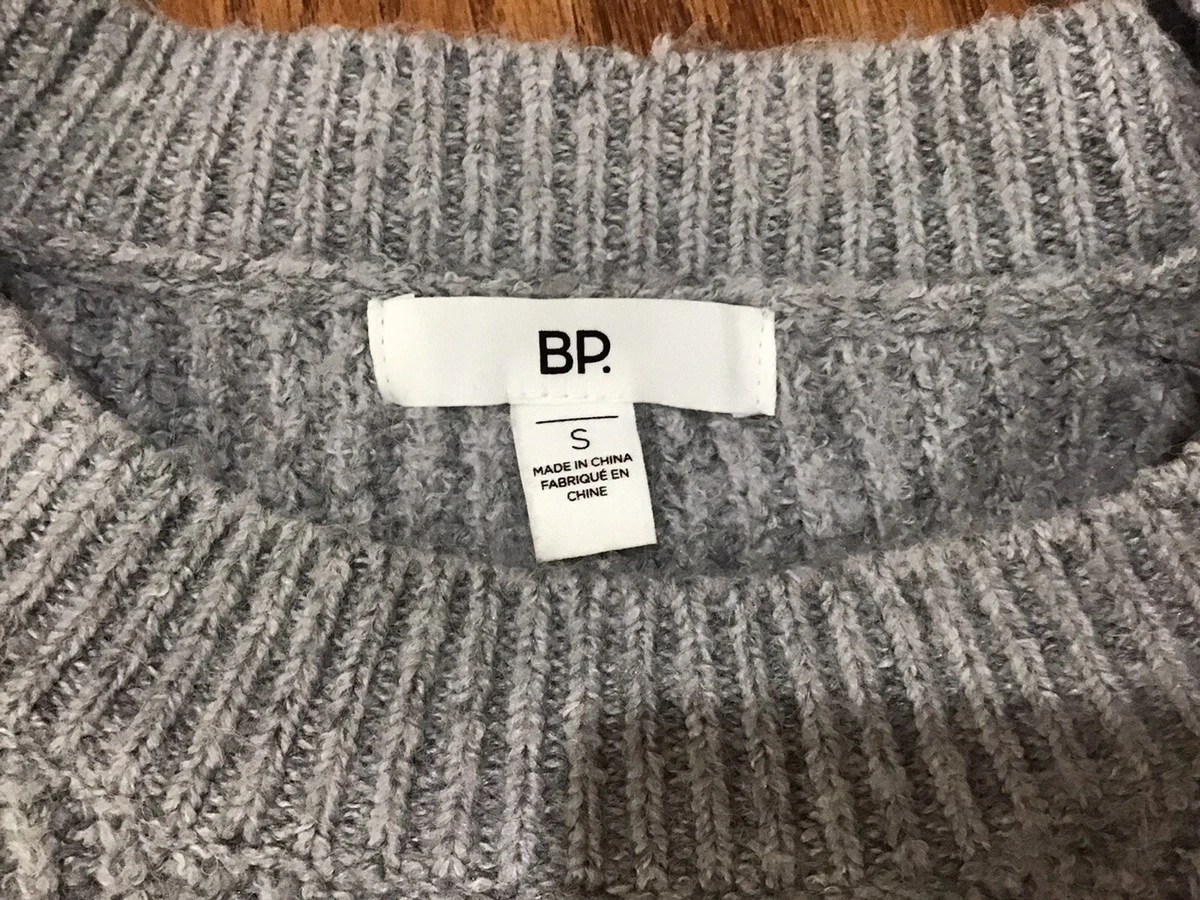 BP.
S
MADE IN CHINA
FABRIQUÉ EN
CHINE